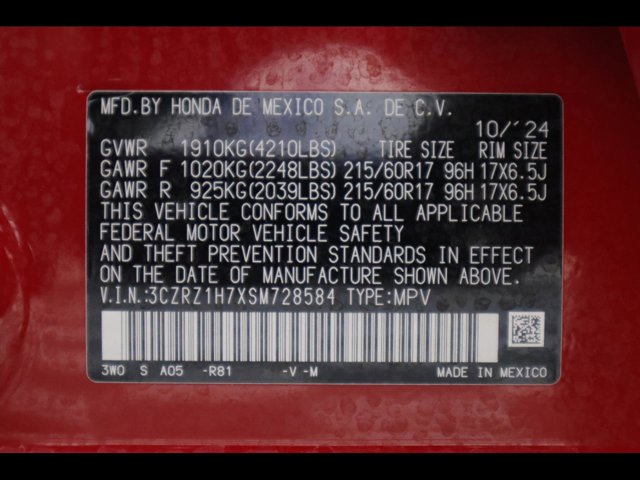 MFD.BY HONDA DE MEXICO S.A. DE C.V.
10/´24
GVWR 1910KG(4210LBS) TIRE SIZE RIM SIZE
GAWR F 1020KG(2248LBS) 215/60R17 96H 17X6.5J
GAWR R 925KG(2039LBS) 215/60R17 96H 17X6.5J
THIS VEHICLE CONFORMS TO ALL APPLICABLE
FEDERAL MOTOR VEHICLE SAFETY
AND THEFT PREVENTION STANDARDS IN EFFECT
ON THE DATE OF MANUFACTURE SHOWN ABOVE.
V.I.N.:3CZRZ1H7XSM728584 TYPE:MPV
3W0 S A05 -R81 -V -M MADE IN MEXICO